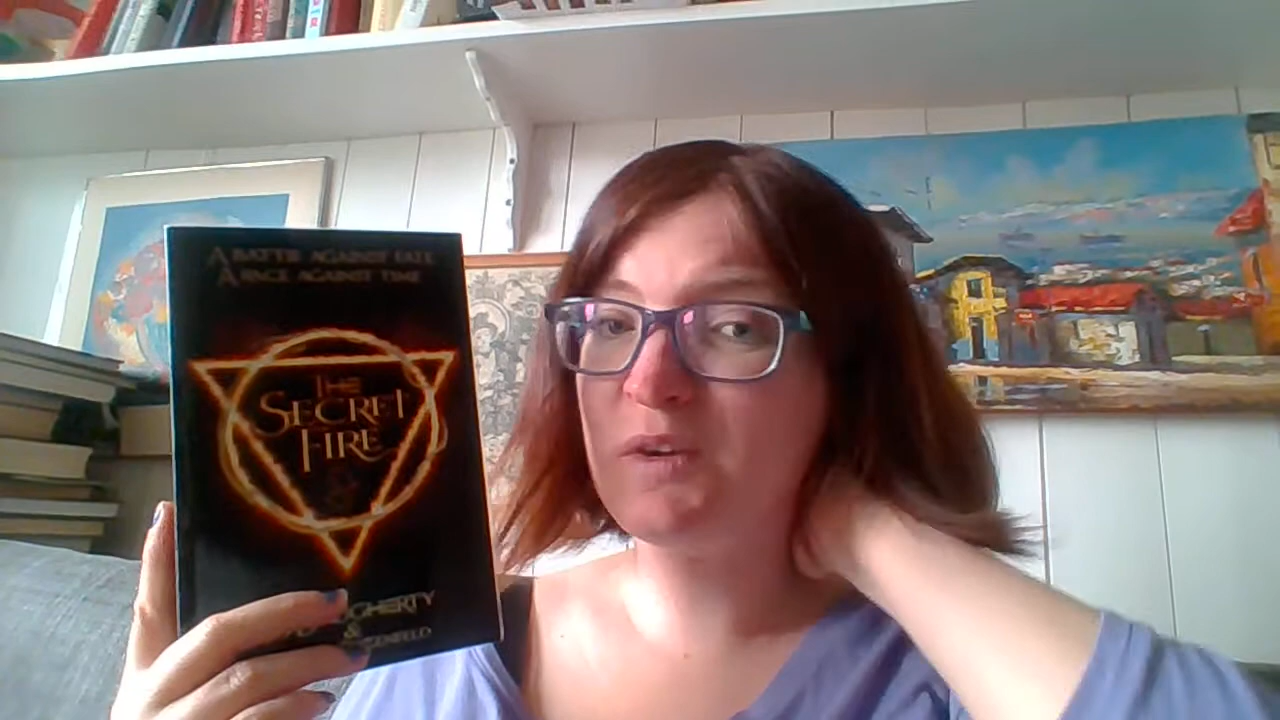 A BATTLE AGAINST FATE
A RACE AGAINST TIME
THE
SECRET
FIRE
&